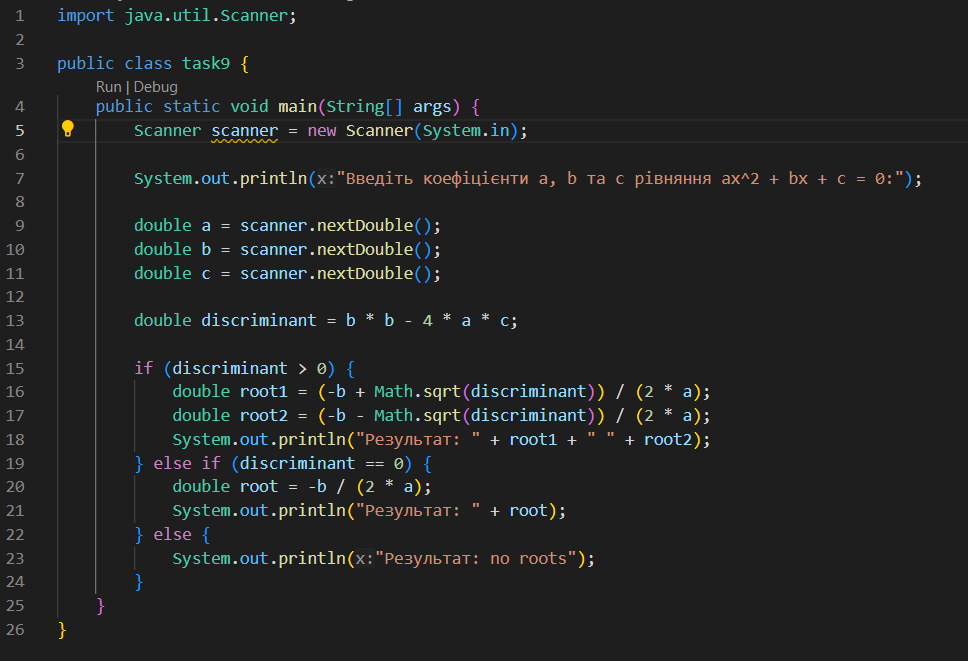 1 import java.util.Scanner;
2
3 public class task9 {
Run | Debug
4 public static void main(String[] args) {
5 Scanner scanner = new Scanner(System.in);
6
7 System.out.println(x:"Введіть коефіцієнти a, b та c рівняння ax^2 + bx + c = 0:");
8
9 double a = scanner.nextDouble();
10 double b = scanner.nextDouble();
11 double c = scanner.nextDouble();
12
13 double discriminant = b * b - 4 * a * c;
14
15 if (discriminant > 0) {
16 double root1 = (-b + Math.sqrt(discriminant)) / (2 * a);
17 double root2 = (-b - Math.sqrt(discriminant)) / (2 * a);
18 System.out.println("Результат: " + root1 + " " + root2);
19 } else if (discriminant == 0) {
20 double root = -b / (2 * a);
21 System.out.println("Результат: " + root);
22 } else {
23 System.out.println(x:"Результат: no roots");
24 }
25 }
26 }